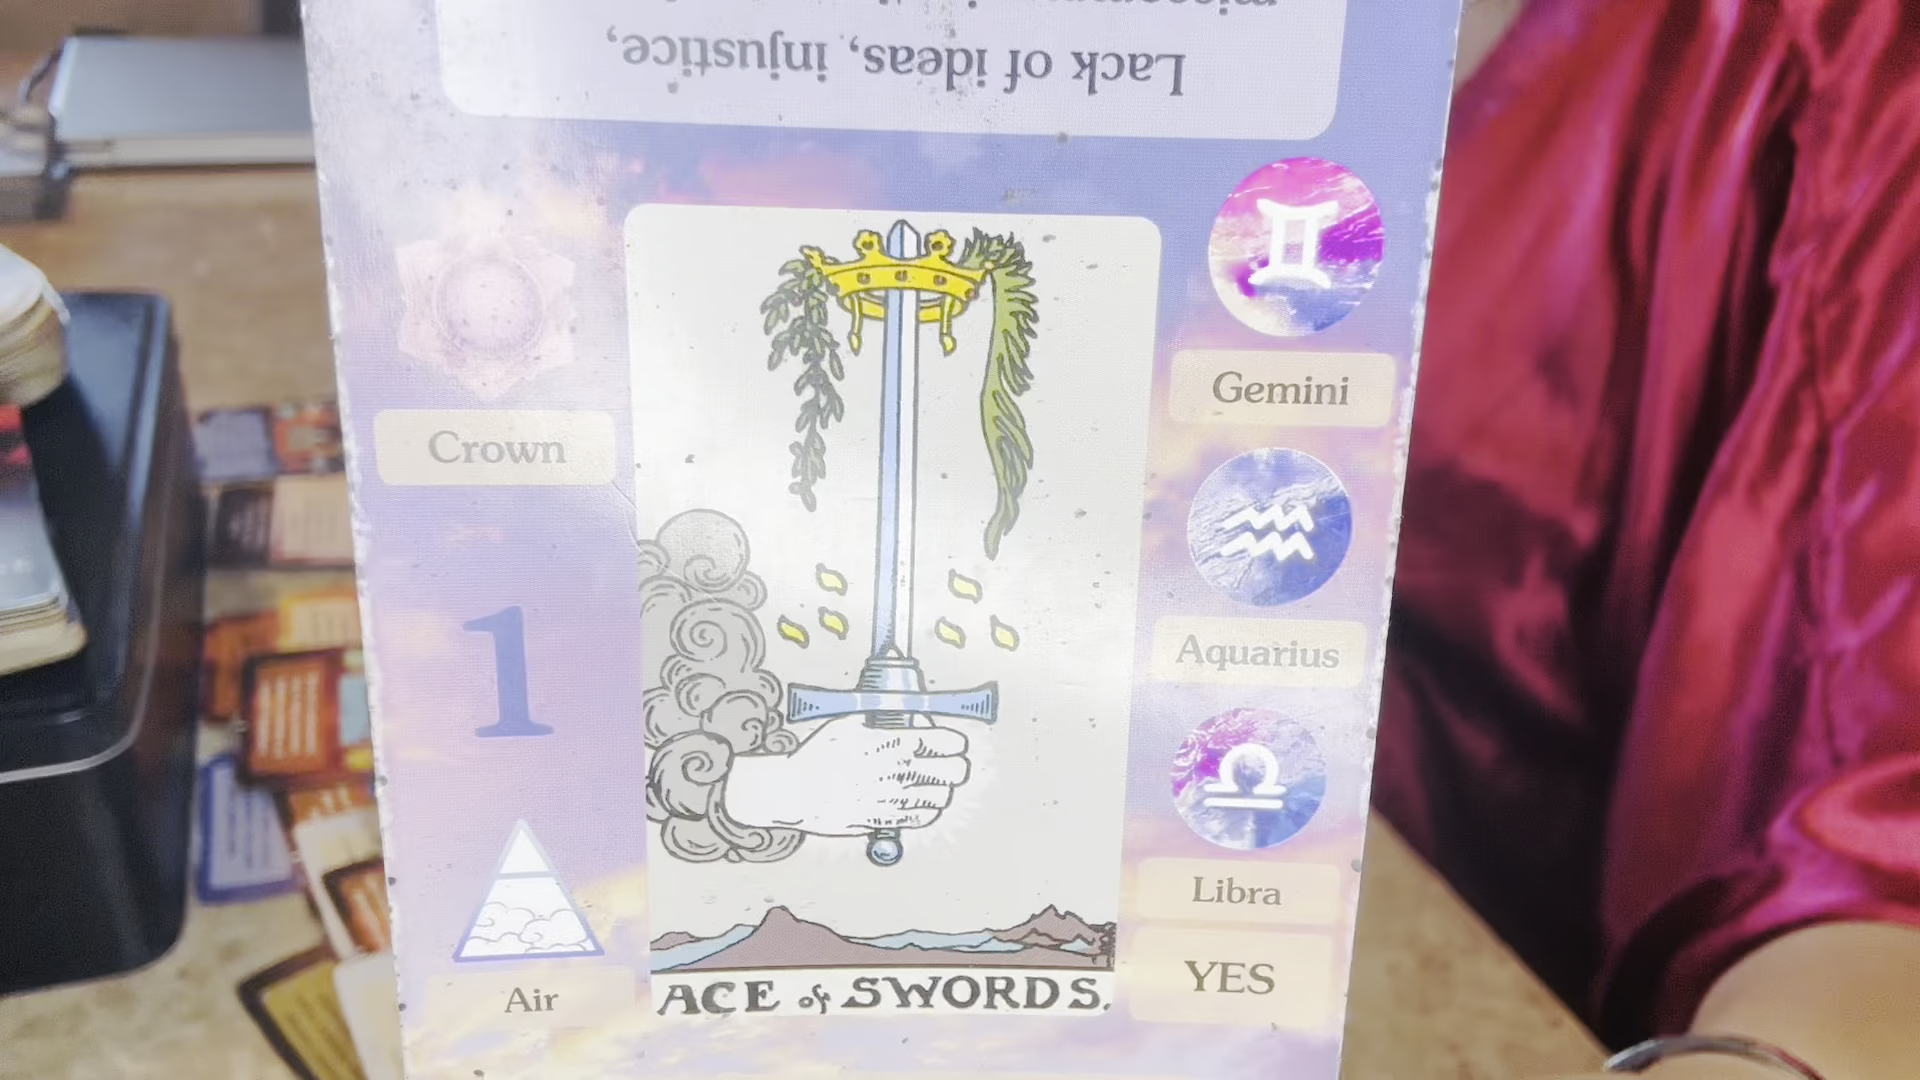 Lack of ideas, injustice,
Crown
Gemini
Aquarius
1
Libra
YES
Air
ACE of SWORDS.